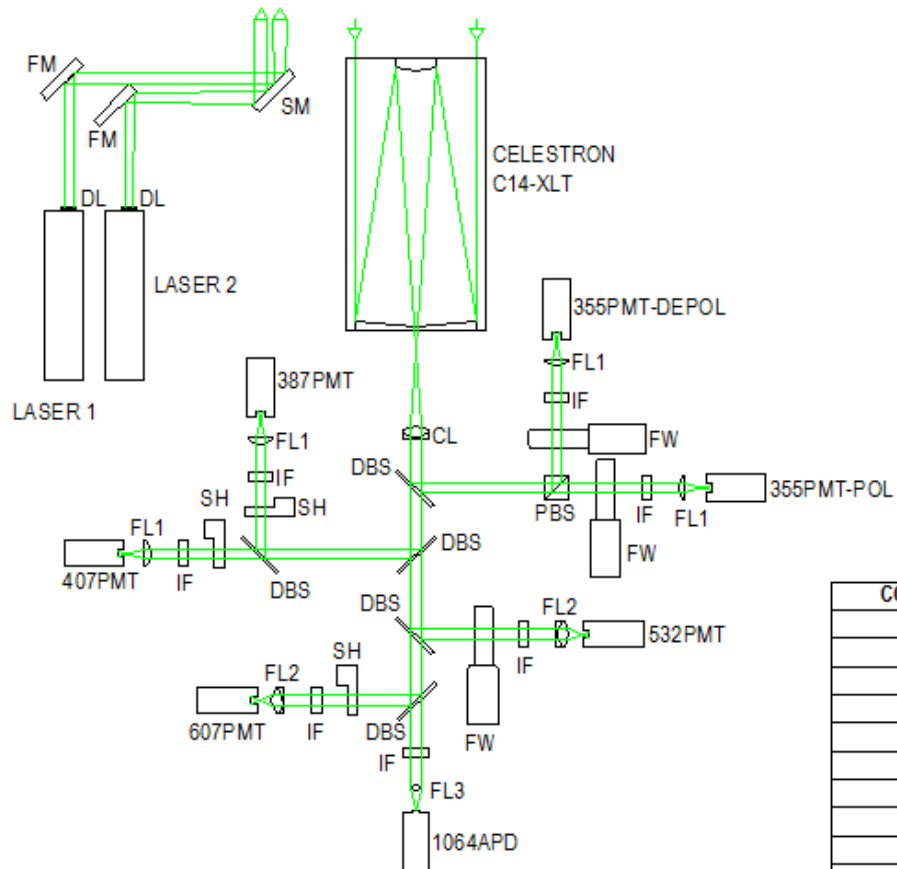 FM
FM
SM
CELESTRON
C14-XLT
DL
DL
LASER 2
LASER 1
355PMT-DEPOL
FL1
IF
FW
387PMT
FL1
IF
SH
SH
CL
DBS
PBS
FW
IF
FL1
355PMT-POL
FL1
407PMT
IF
DBS
DBS
DBS
FL2
IF
532PMT
FW
SH
FL2
607PMT
IF
DBS
IF
FL3
1064APD